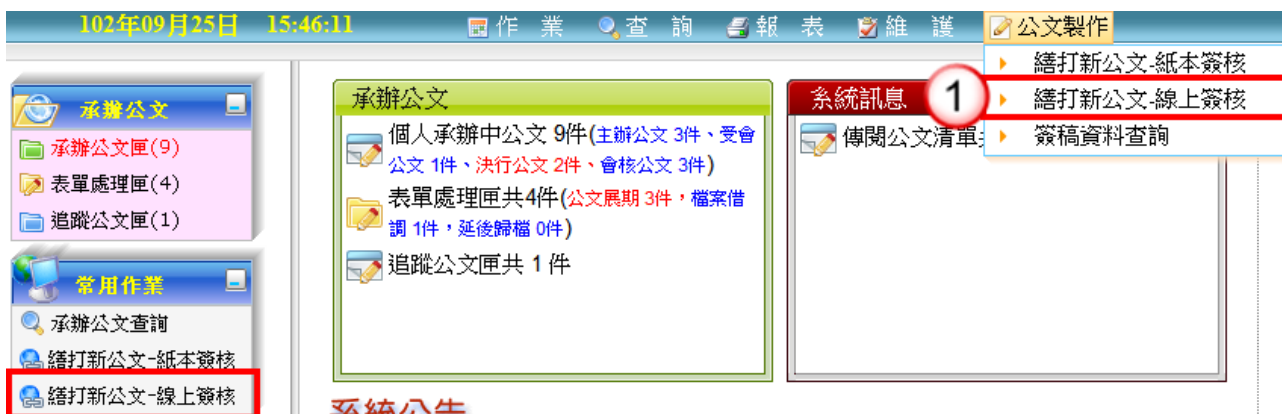 102年09月25日 15:46:11 作 業 查 詢 報 表 維 護 公文製作
繕打新公文-紙本簽核
繕打新公文-線上簽核
簽稿資料查詢
1
承辦公文
承辦公文匣(9)
表單處理匣(4)
追蹤公文匣(1)
常用作業
承辦公文查詢
繕打新公文-紙本簽核
繕打新公文-線上簽核
承辦公文
個人承辦中公文 9件(主辦公文 3件、受會
公文 1件、決行公文 2件、會核公文 3件)
表單處理匣共4件(公文展期 3件，檔案借
調 1件，延後歸檔 0件)
追蹤公文匣共 1 件
系統訊息
傳閱公文清單
系統公告